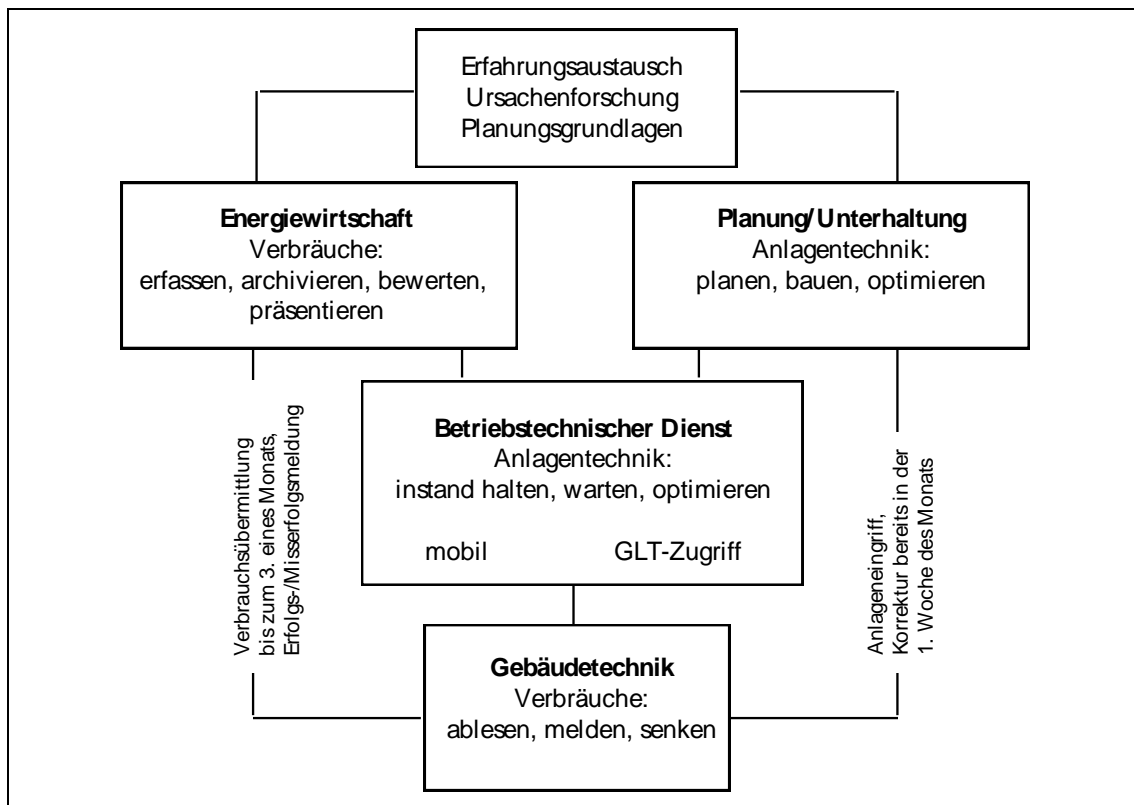 Erfahrungsaustausch
Ursachenforschung
Planungsgrundlagen
Energiewirtschaft
Verbräuche:
erfassen, archivieren, bewerten,
präsentieren
Planung/Unterhaltung
Anlagentechnik:
planen, bauen, optimieren
Verbrauchsübermittlung
bis zum 3. eines Monats,
Erfolgs-/Misserfolgsmeldung
Betriebstechnischer Dienst
Anlagentechnik:
instand halten, warten, optimieren
mobil GLT-Zugriff
Anlageneingriff,
Korrektur bereits in der
1. Woche des Monats
Gebäudetechnik
Verbräuche:
ablesen, melden, senken